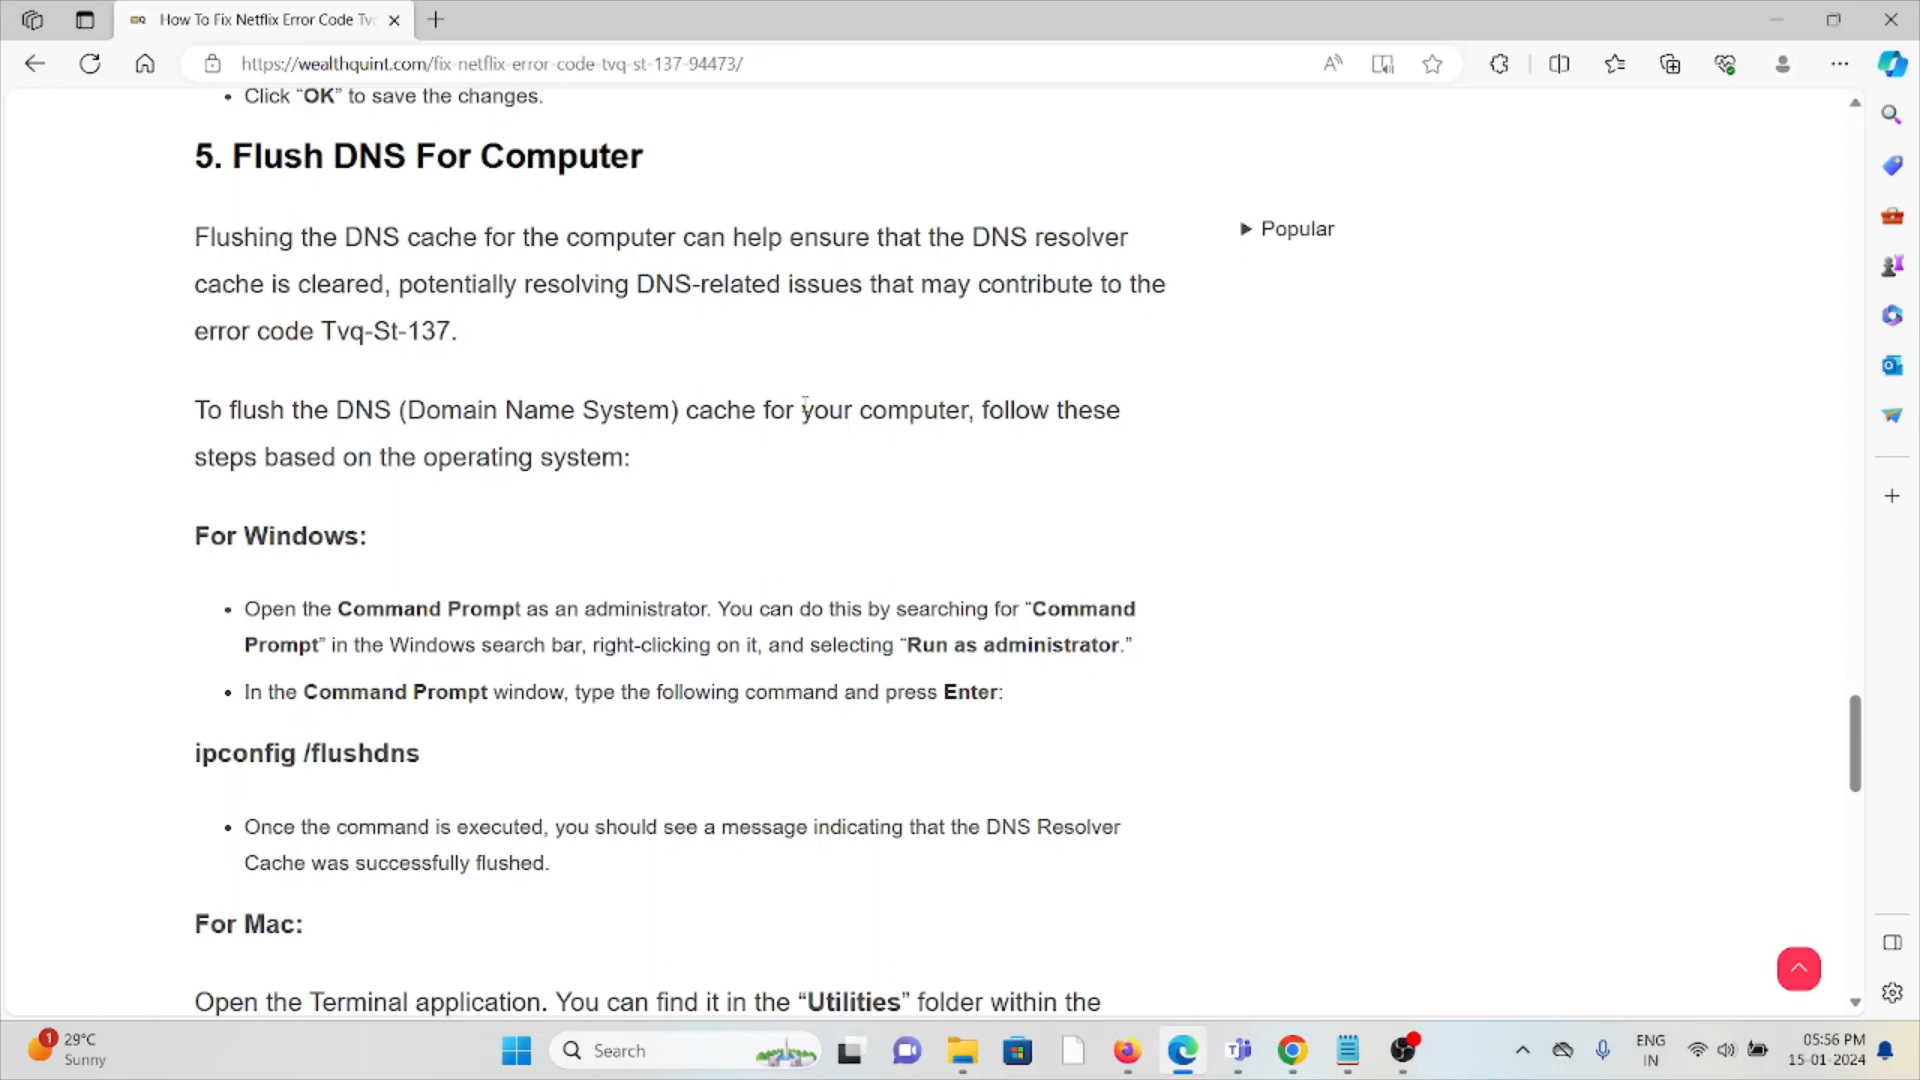 How To Fix Netflix Error Code Tv
https://wealthquint.com/fix-netflix-error-code-tvq-st-137-94473/
• Click “OK” to save the changes.
5. Flush DNS For Computer
Flushing the DNS cache for the computer can help ensure that the DNS resolver
cache is cleared, potentially resolving DNS-related issues that may contribute to the
error code Tvq-St-137.
▶ Popular
To flush the DNS (Domain Name System) cache for your computer, follow these
steps based on the operating system:
For Windows:
• Open the Command Prompt as an administrator. You can do this by searching for “Command
Prompt” in the Windows search bar, right-clicking on it, and selecting “Run as administrator.”
• In the Command Prompt window, type the following command and press Enter:
ipconfig /flushdns
• Once the command is executed, you should see a message indicating that the DNS Resolver
Cache was successfully flushed.
For Mac:
Open the Terminal application. You can find it in the “Utilities” folder within the
1
29°C
Sunny
Search
ENG
IN
05:56 PM
15-01-2024